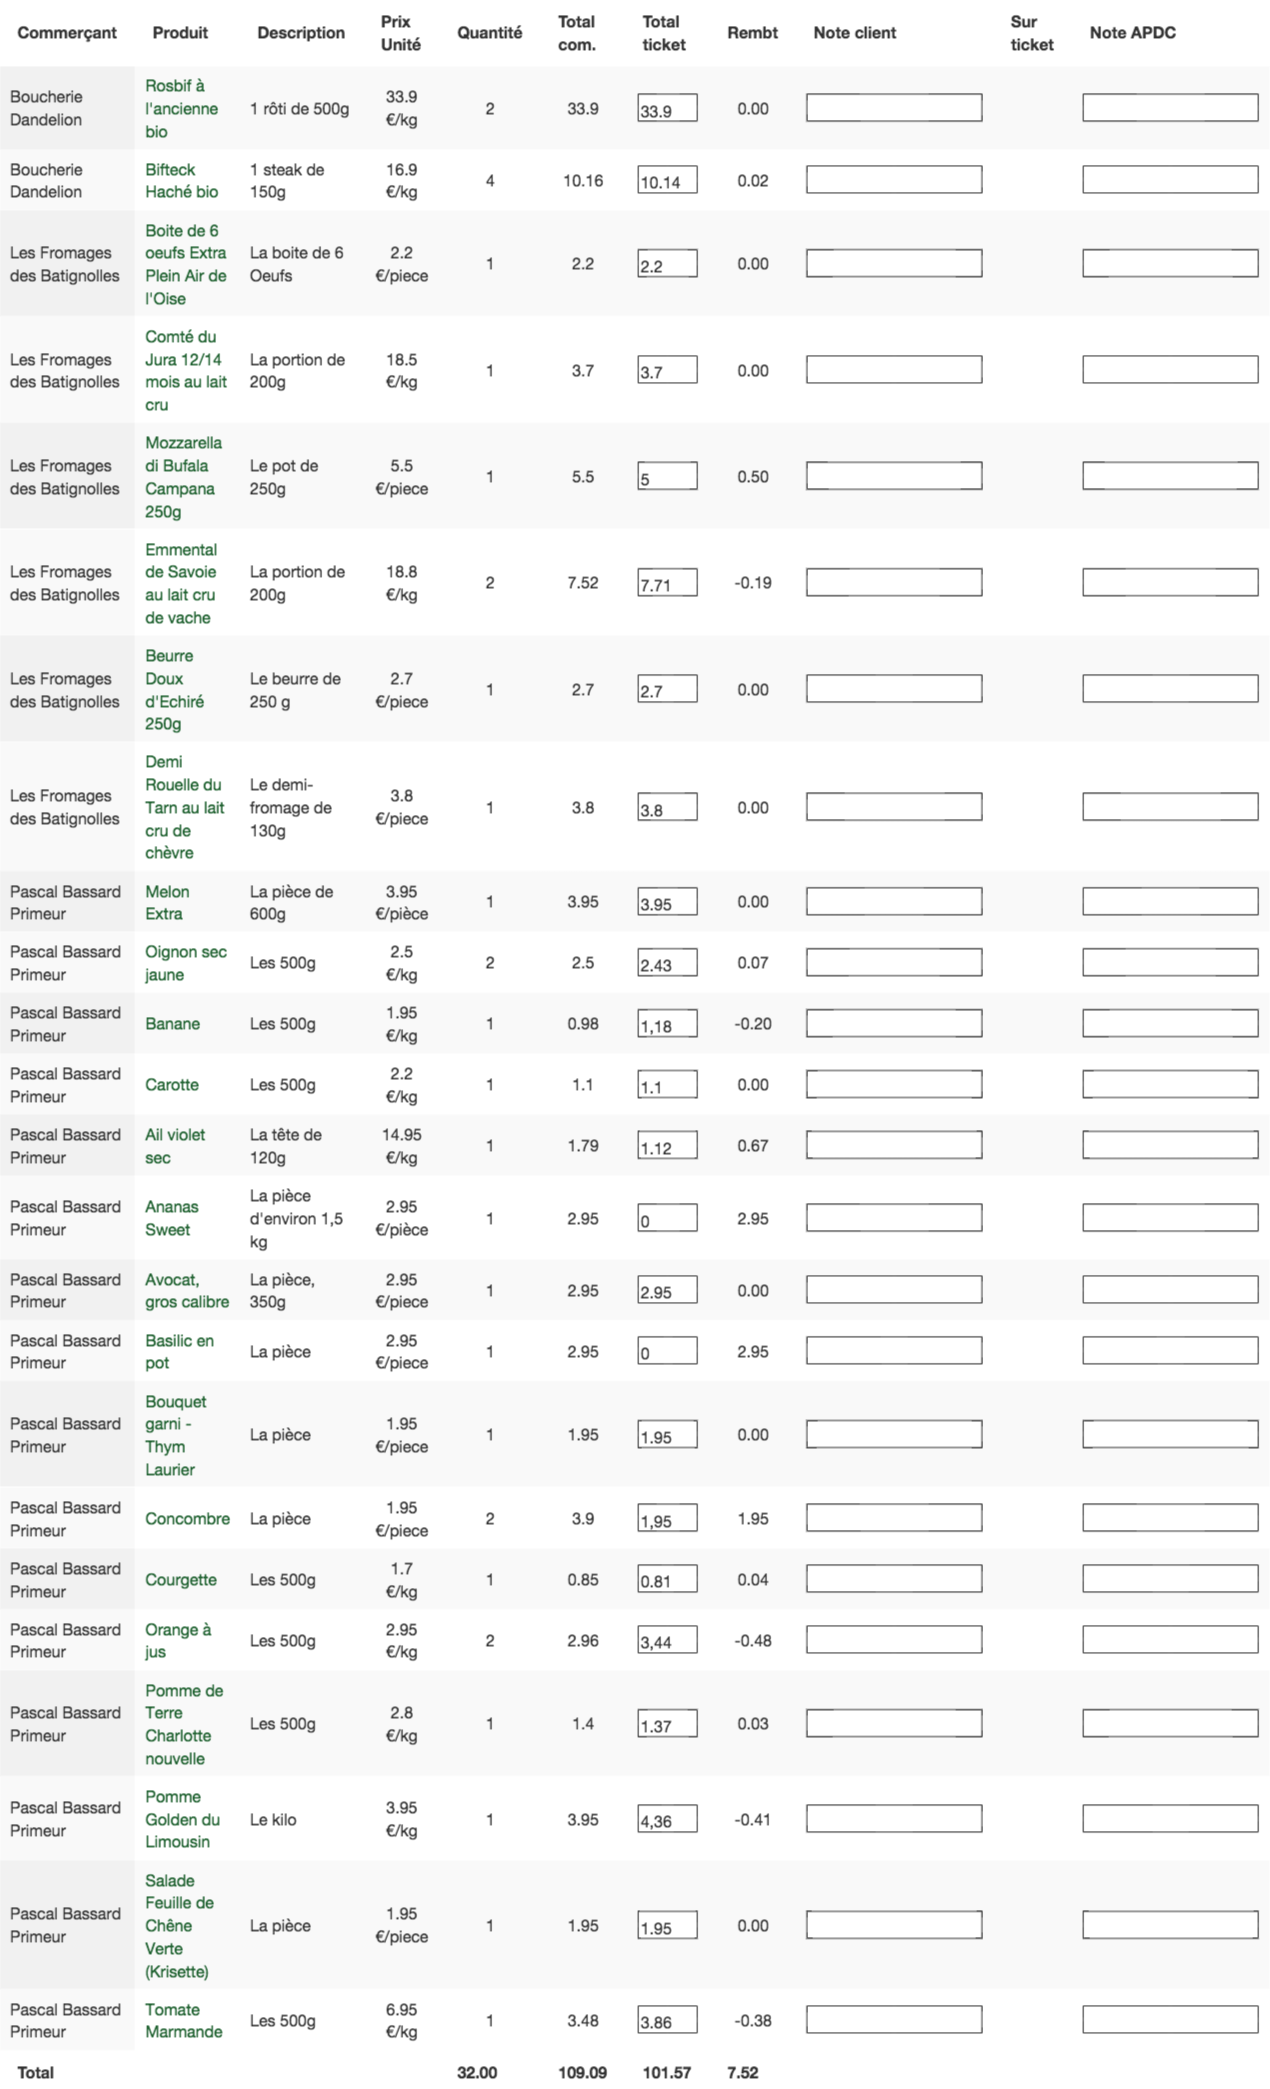 Commerçant Produit Description Prix Unité Quantité Total com. Total ticket Rembt Note client Sur ticket Note APDC
Boucherie Dandelion Rosbif à l'ancienne bio 1 rôti de 500g 33.9 €/kg 2 33.9 33.9 0.00
Boucherie Dandelion Bifteck Haché bio 1 steak de 150g 16.9 €/kg 4 10.16 10.14 0.02
Les Fromages des Batignolles Boite de 6 oeufs Extra Plein Air de l'Oise La boite de 6 Oeufs 2.2 €/piece 1 2.2 2.2 0.00
Les Fromages des Batignolles Comté du Jura 12/14 mois au lait cru La portion de 200g 18.5 €/kg 1 3.7 3.7 0.00
Les Fromages des Batignolles Mozzarella di Bufala Campana 250g Le pot de 250g 5.5 €/piece 1 5.5 5 0.50
Les Fromages des Batignolles Emmental de Savoie au lait cru de vache La portion de 200g 18.8 €/kg 2 7.52 7.71 -0.19
Les Fromages des Batignolles Beurre Doux d'Echiré 250g Le beurre de 250 g 2.7 €/piece 1 2.7 2.7 0.00
Les Fromages des Batignolles Demi Rouelle du Tarn au lait cru de chèvre Le demi-fromage de 130g 3.8 €/piece 1 3.8 3.8 0.00
Pascal Bassard Primeur Melon Extra La pièce de 600g 3.95 €/pièce 1 3.95 3.95 0.00
Pascal Bassard Primeur Oignon sec jaune Les 500g 2.5 €/kg 2 2.5 2.43 0.07
Pascal Bassard Primeur Banane Les 500g 1.95 €/kg 1 0.98 1,18 -0.20
Pascal Bassard Primeur Carotte Les 500g 2.2 €/kg 1 1.1 1.1 0.00
Pascal Bassard Primeur Ail violet sec La tête de 120g 14.95 €/kg 1 1.79 1.12 0.67
Pascal Bassard Primeur Ananas Sweet La pièce d'environ 1,5 kg 2.95 €/pièce 1 2.95 0 2.95
Pascal Bassard Primeur Avocat, gros calibre La pièce, 350g 2.95 €/piece 1 2.95 2.95 0.00
Pascal Bassard Primeur Basilic en pot La pièce 2.95 €/piece 1 2.95 0 2.95
Pascal Bassard Primeur Bouquet garni - Thym Laurier La pièce 1.95 €/piece 1 1.95 1.95 0.00
Pascal Bassard Primeur Concombre La pièce 1.95 €/piece 2 3.9 1,95 1.95
Pascal Bassard Primeur Courgette Les 500g 1.7 €/kg 1 0.85 0.81 0.04
Pascal Bassard Primeur Orange à jus Les 500g 2.95 €/kg 2 2.96 3,44 -0.48
Pascal Bassard Primeur Pomme de Terre Charlotte nouvelle Les 500g 2.8 €/kg 1 1.4 1.37 0.03
Pascal Bassard Primeur Pomme Golden du Limousin Le kilo 3.95 €/kg 1 3.95 4,36 -0.41
Pascal Bassard Primeur Salade Feuille de Chêne Verte (Krisette) La pièce 1.95 €/piece 1 1.95 1.95 0.00
Pascal Bassard Primeur Tomate Marmande Les 500g 6.95 €/kg 1 3.48 3.86 -0.38
Total 32.00 109.09 101.57 7.52